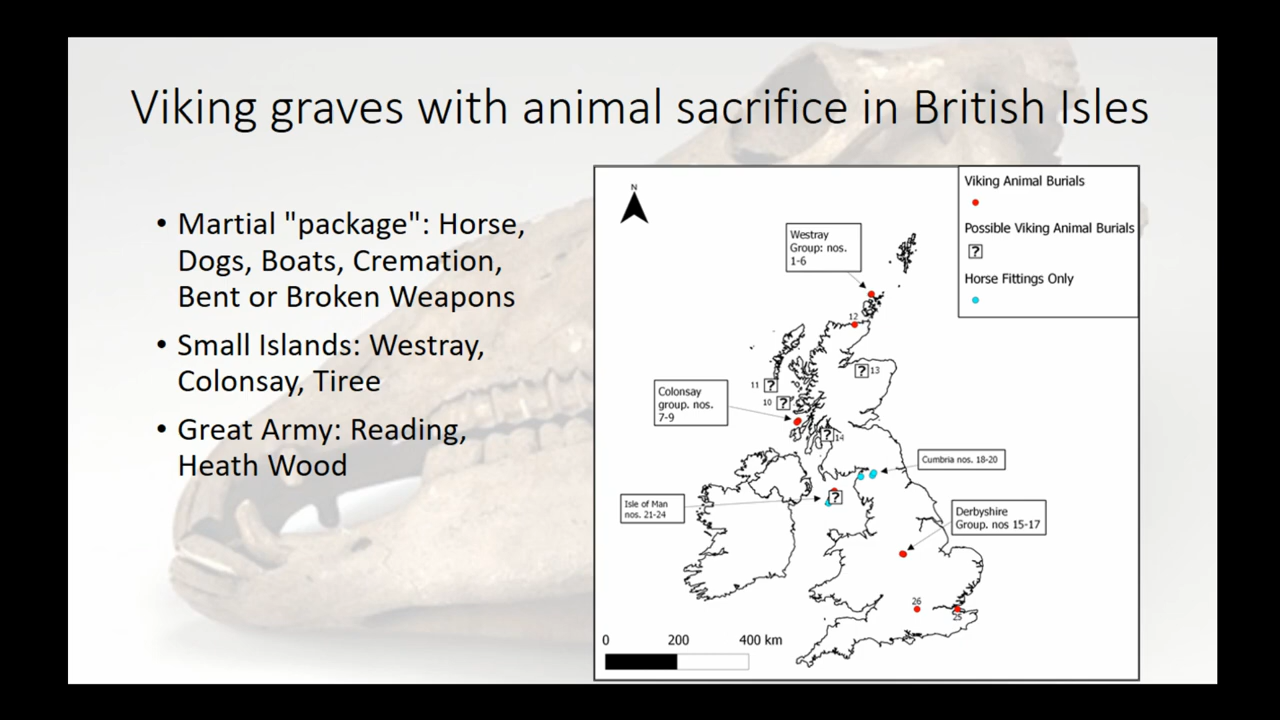 Viking graves with animal sacrifice in British Isles
• Martial "package": Horse,
Dogs, Boats, Cremation,
Bent or Broken Weapons
• Small Islands: Westray,
Colonsay, Tiree
• Great Army: Reading,
Heath Wood
N
Viking Animal Burials
Possible Viking Animal Burials
?
Horse Fittings Only
Westray
Group: nos.
1-6
12
? 13
11 ?
10 ?
Colonsay
group. nos.
7-9
? 14
Cumbria nos. 18-20
Isle of Man
nos. 21-24
?
Derbyshire
Group. nos 15-17
26
25
0 200 400 km